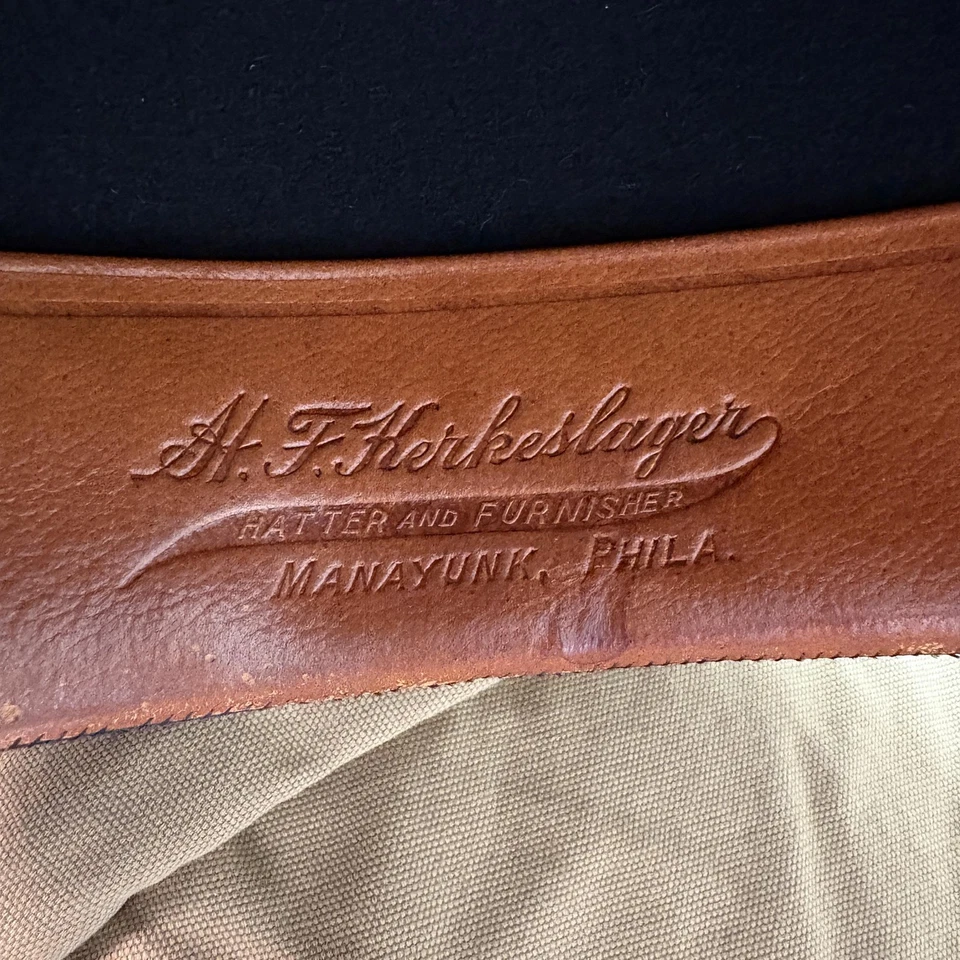 H. F. Kerkeslager
HATTER AND FURNISHER
MANAYUNK, PHILA.